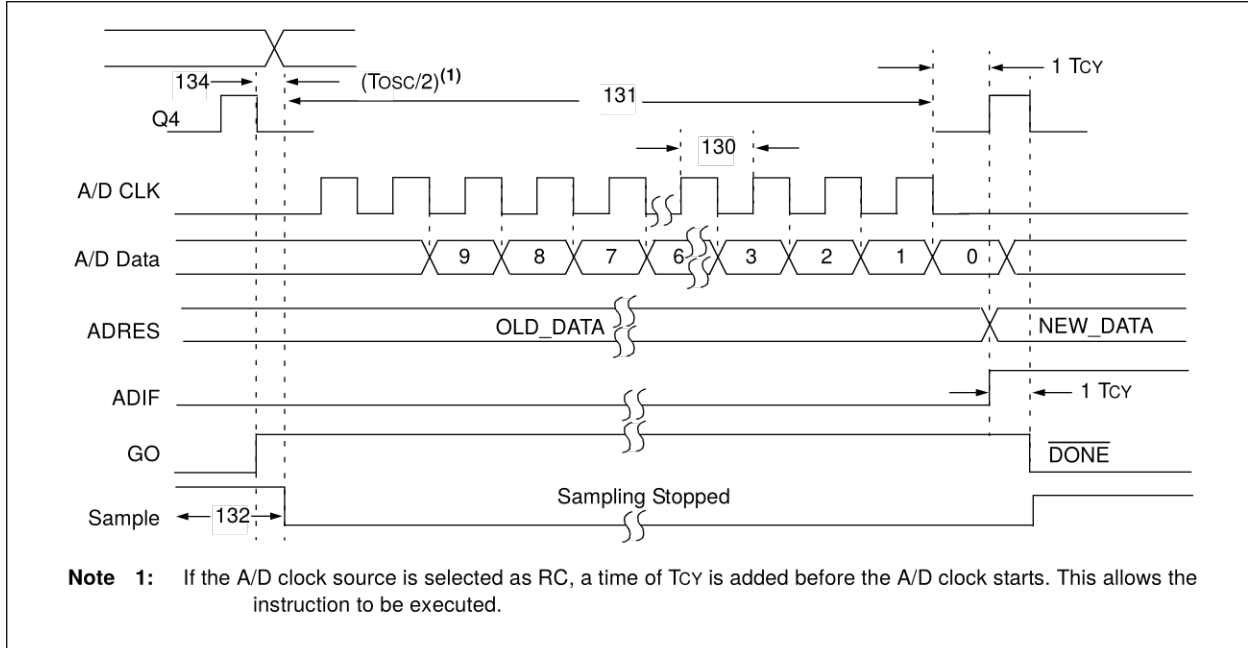 134
(TOSC/2)(1)
1 TCY
131
Q4
130
A/D CLK
A/D Data
9
8
7
6
3
2
1
0
ADRES
OLD_DATA
NEW_DATA
ADIF
1 TCY
GO
DONE
Sampling Stopped
Sample
132
Note 1: If the A/D clock source is selected as RC, a time of TCY is added before the A/D clock starts. This allows the
instruction to be executed.